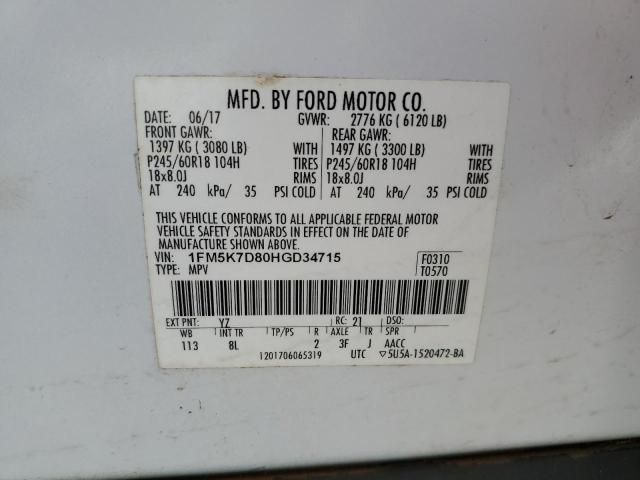 MFD. BY FORD MOTOR CO.
DATE: 06/17 GVWR: 2776 KG ( 6120 LB)
FRONT GAWR: REAR GAWR:
1397 KG ( 3080 LB) WITH 1497 KG ( 3300 LB) WITH
P245/60R18 104H TIRES P245/60R18 104H TIRES
18x8.0J RIMS 18x8.0J RIMS
AT 240 kPa/ 35 PSI COLD AT 240 kPa/ 35 PSI COLD
THIS VEHICLE CONFORMS TO ALL APPLICABLE FEDERAL MOTOR
VEHICLE SAFETY STANDARDS IN EFFECT ON THE DATE OF
MANUFACTURE SHOWN ABOVE.
VIN: 1FM5K7D80HGD34715 F0310
TYPE: MPV T0570
EXT PNT: YZ RC: 21 DSO:
WB INT TR TP/PS R AXLE TR SPR
113 8L 2 3F J AACC
1201706065319 UTC ▽5U5A-1520472-BA